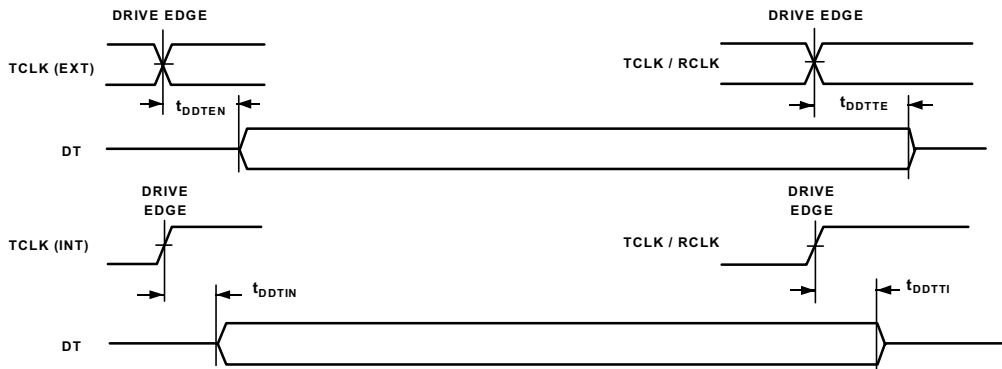 DRIVE EDGE
DRIVE EDGE
TCLK (EXT)
TCLK / RCLK
tDDTEN
tDDTTE
DT
DRIVE
EDGE
DRIVE
EDGE
TCLK (INT)
TCLK / RCLK
tDDTIN
tDDTTI
DT